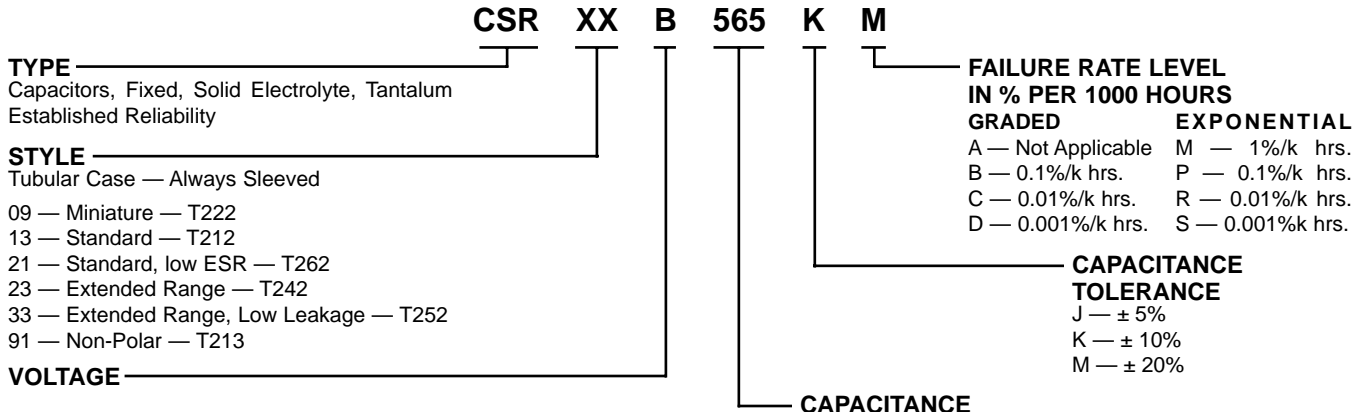 CSR XX B 565 K M
TYPE
Capacitors, Fixed, Solid Electrolyte, Tantalum
Established Reliability
STYLE
Tubular Case — Always Sleeved
09 — Miniature — T222
13 — Standard — T212
21 — Standard, low ESR — T262
23 — Extended Range — T242
33 — Extended Range, Low Leakage — T252
91 — Non-Polar — T213
VOLTAGE
FAILURE RATE LEVEL
IN % PER 1000 HOURS
GRADED EXPONENTIAL
A — Not Applicable M — 1%/k hrs.
B — 0.1%/k hrs. P — 0.1%/k hrs.
C — 0.01%/k hrs. R — 0.01%/k hrs.
D — 0.001%/k hrs. S — 0.001%k hrs.
CAPACITANCE
TOLERANCE
J — ± 5%
K — ± 10%
M — ± 20%
CAPACITANCE